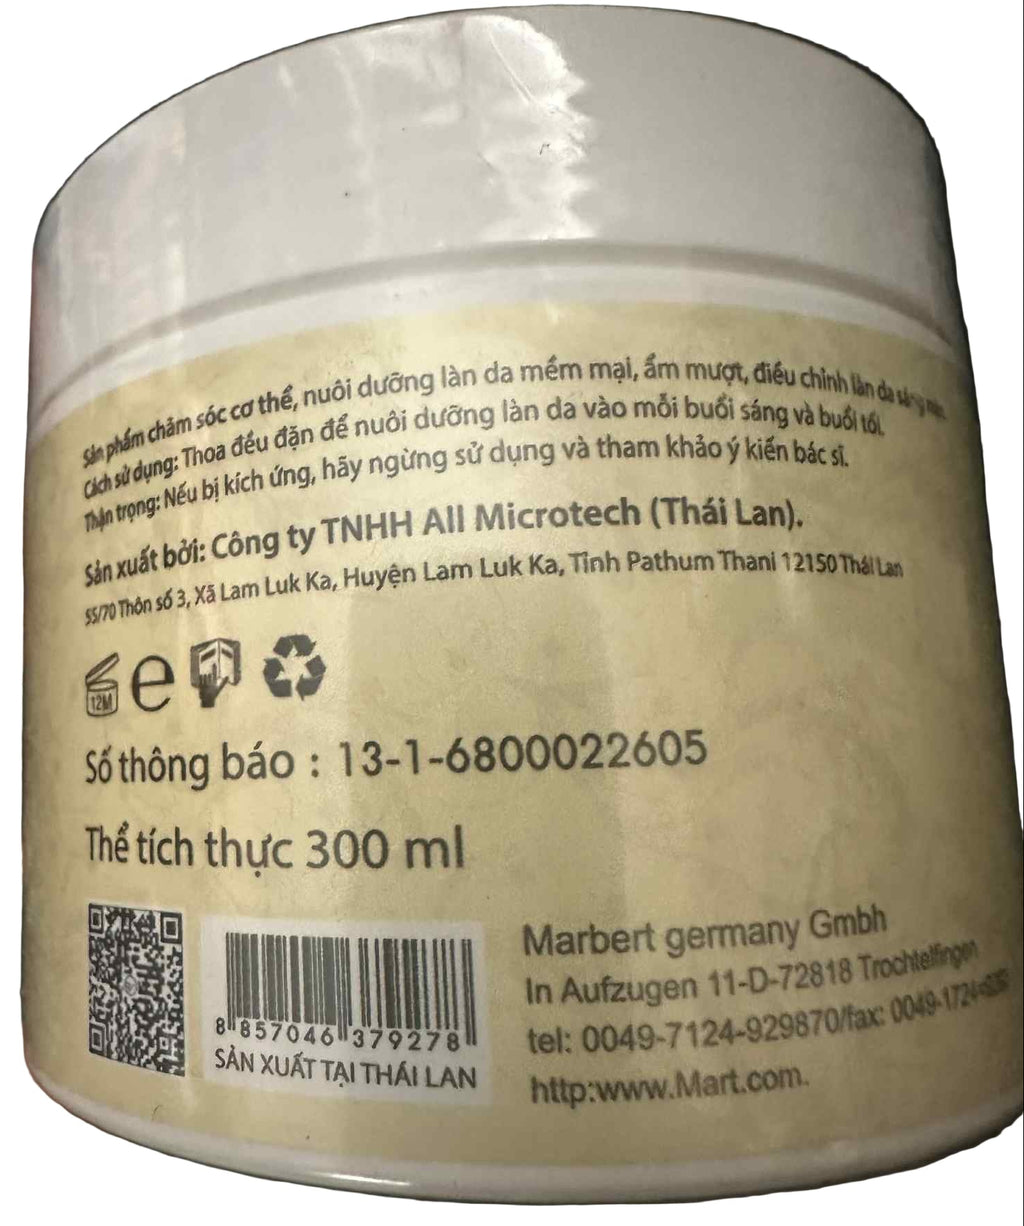 Sản phẩm chăm sóc cơ thể, nuôi dưỡng làn da mềm mại, ẩm mượt, điều chỉnh làn da
Cách sử dụng: Thoa đều đặn để nuôi dưỡng làn da vào mỗi buổi sáng và buổi tối.
Thận trọng: Nếu bị kích ứng, hãy ngừng sử dụng và tham khảo ý kiến bác sĩ.
Sản xuất bởi: Công ty TNHH All Microtech (Thái Lan).
55/70 Thôn số 3, Xã Lam Luk Ka, Huyện Lam Luk Ka, Tỉnh Pathum Thani 12150 Thái Lan
12M e
Số thông báo : 13-1-6800022605
Thể tích thực 300 ml
8 857046 379278
SẢN XUẤT TẠI THÁI LAN
Marbert germany Gmbh
In Aufzugen 11-D-72818 Trochtelfingen
tel: 0049-7124-929870/fax:
http:www.Mart.com.